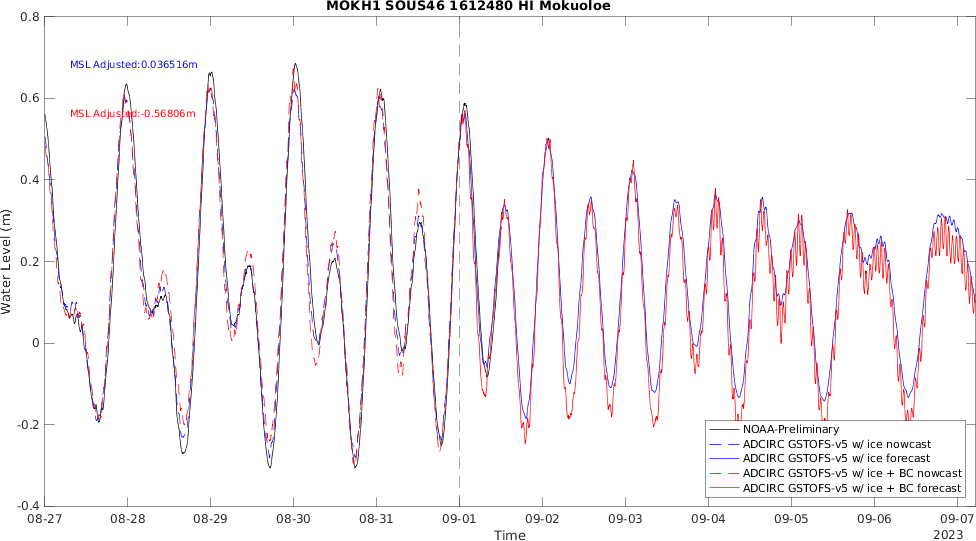 MOKH1 SOUS46 1612480 HI Mokuoloe
0.8
0.6
0.4
0.2
0
-0.2
-0.4
Water Level (m)
MSL Adjusted:0.036516m
MSL Adjusted:-0.56806m
NOAA-Preliminary
ADCIRC GSTOFS-v5 w/ ice nowcast
ADCIRC GSTOFS-v5 w/ ice forecast
ADCIRC GSTOFS-v5 w/ ice + BC nowcast
ADCIRC GSTOFS-v5 w/ ice + BC forecast
08-27 08-28 08-29 08-30 08-31 09-01 09-02 09-03 09-04 09-05 09-06 09-07
Time
2023